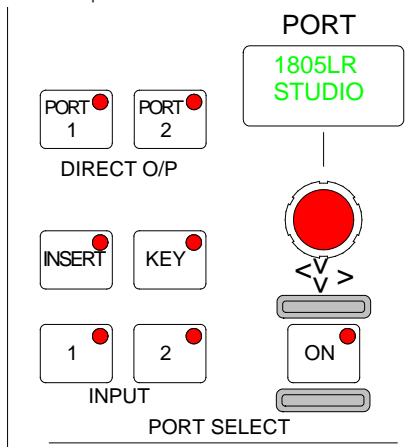 PORT
1805LR
STUDIO
PORT
1
PORT
2
DIRECT O/P
INSERT
KEY
1
2
ON
INPUT
PORT SELECT